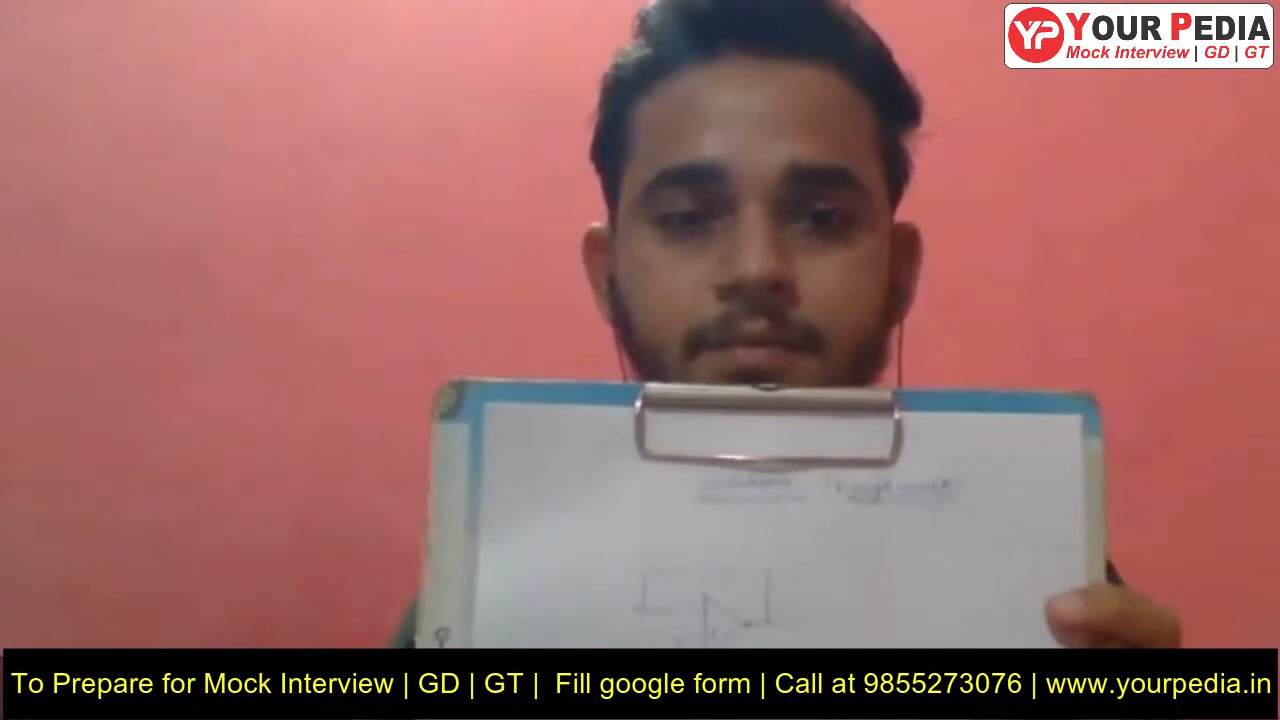 YP YOUR PEDIA
Mock Interview | GD | GT
To Prepare for Mock Interview | GD | GT | Fill google form | Call at 9855273076 | www.yourpedia.in